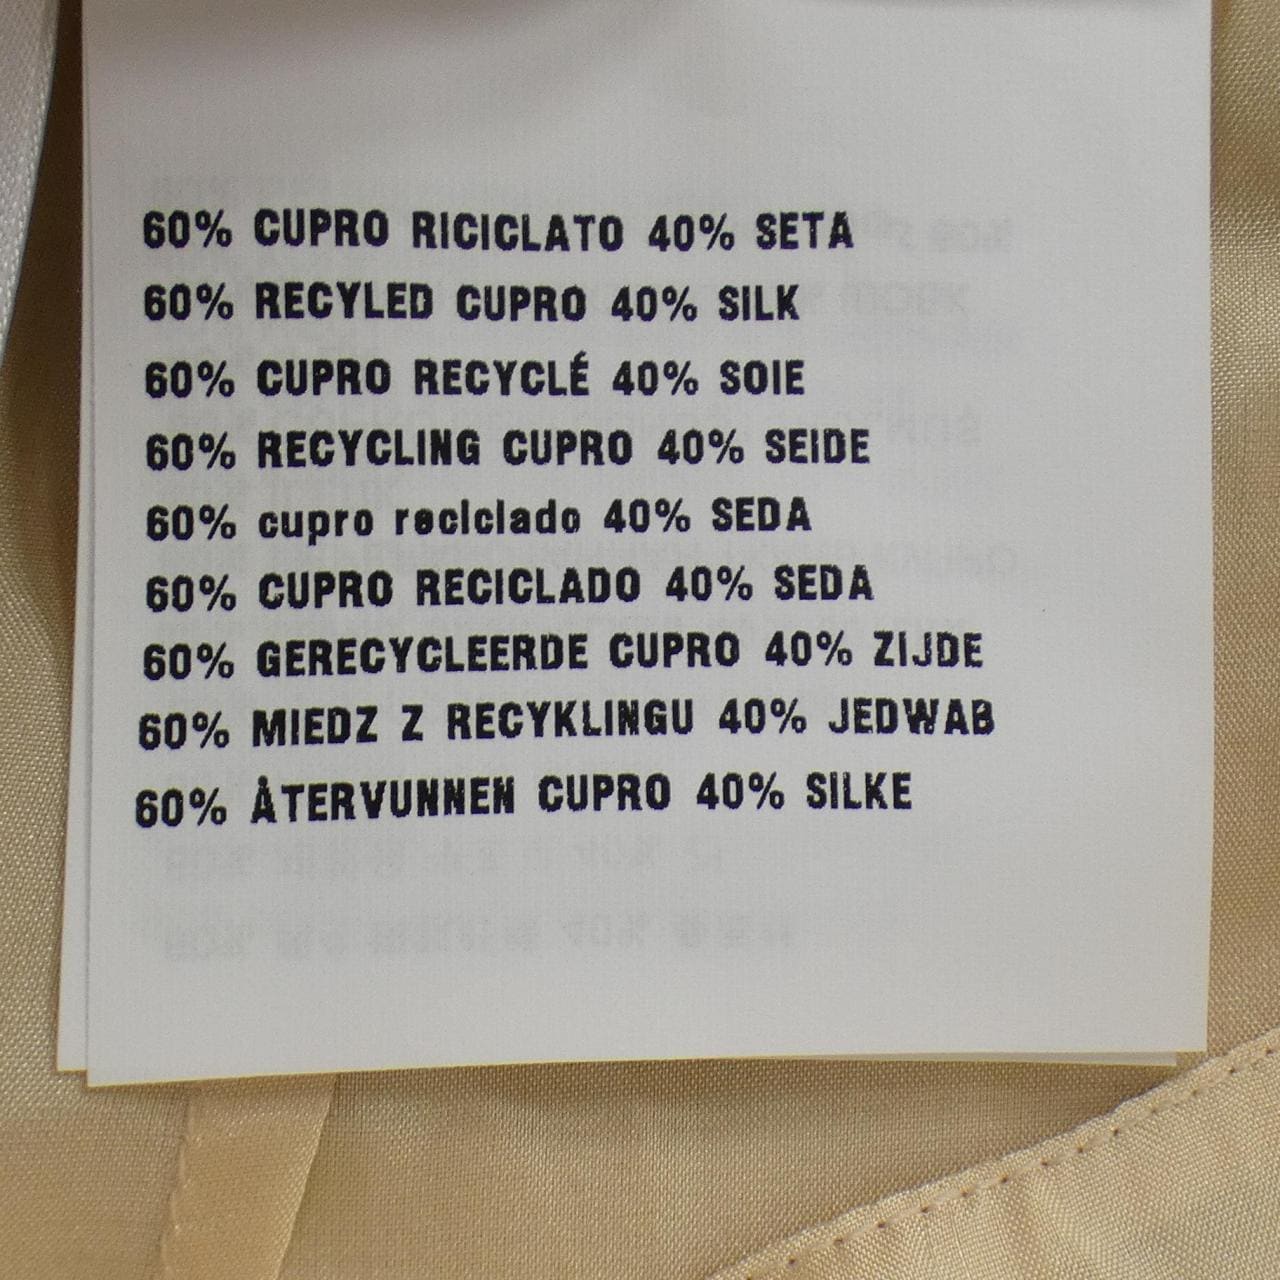 60% CUPRO RICICLATO 40% SETA
60% RECYLED CUPRO 40% SILK
60% CUPRO RECYCLÉ 40% SOIE
60% RECYCLING CUPRO 40% SEIDE
60% cupro reciclado 40% SEDA
60% CUPRO RECICLADO 40% SEDA
60% GERECYCLEERDE CUPRO 40% ZIJDE
60% MIEDZ Z RECYKLINGU 40% JEDWAB
60% ÅTERVUNNEN CUPRO 40% SILKE